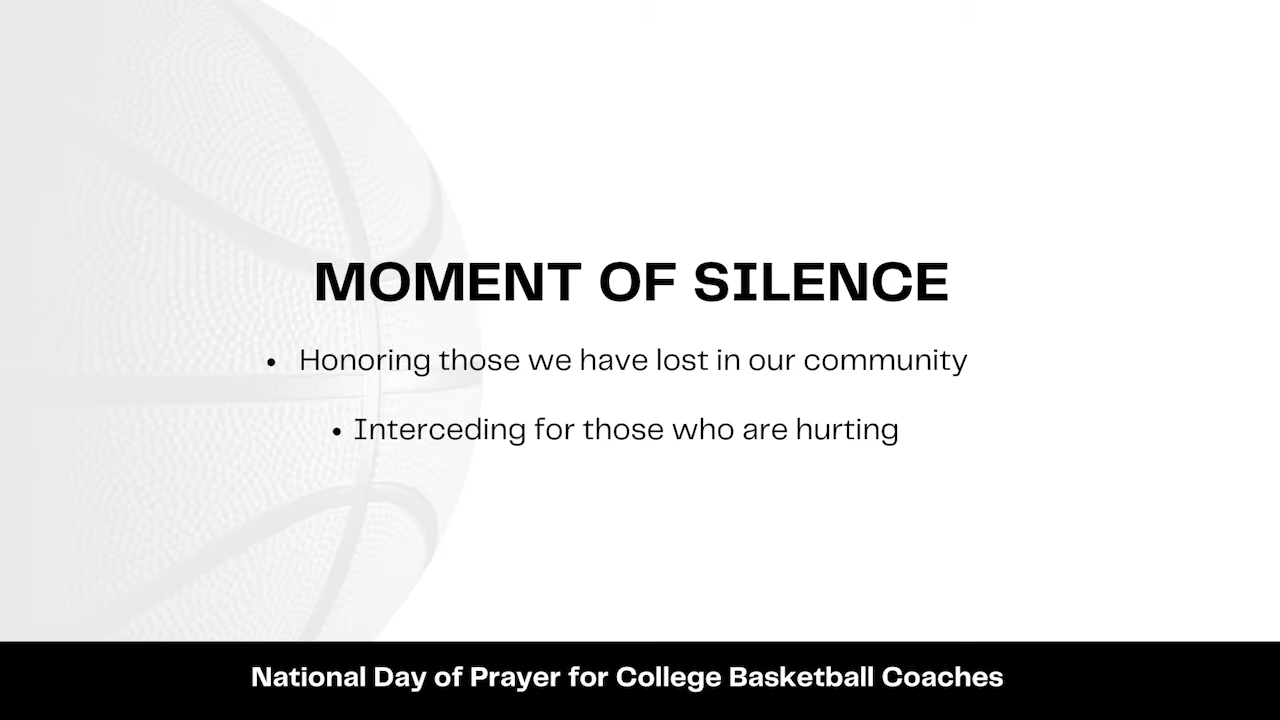 MOMENT OF SILENCE
• Honoring those we have lost in our community
• Interceding for those who are hurting
National Day of Prayer for College Basketball Coaches